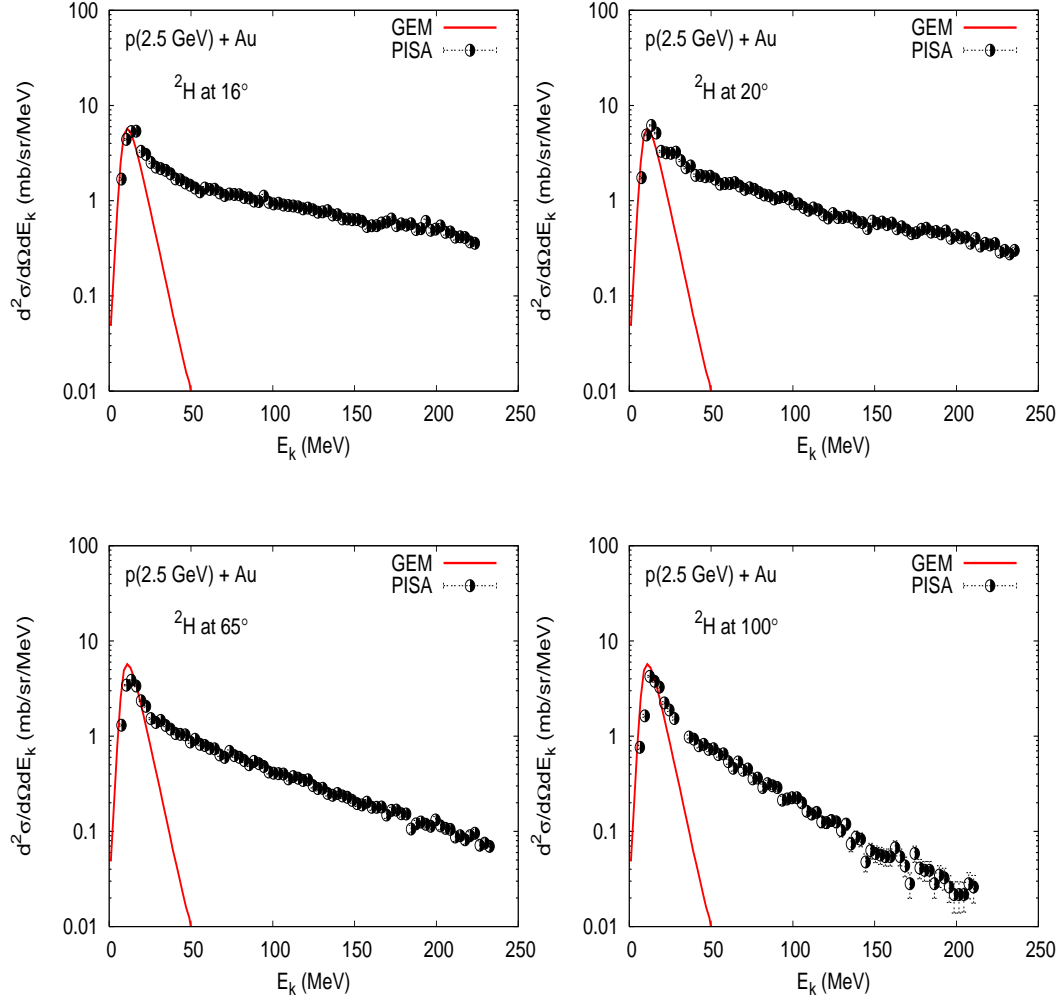 100
10
1
0.1
0.01
0 50 100 150 200 250
d²σ/dΩdE_k (mb/sr/MeV)
E_k (MeV)
p(2.5 GeV) + Au
²H at 16°
GEM
PISA
100
10
1
0.1
0.01
0 50 100 150 200 250
d²σ/dΩdE_k (mb/sr/MeV)
E_k (MeV)
p(2.5 GeV) + Au
²H at 20°
GEM
PISA
100
10
1
0.1
0.01
0 50 100 150 200 250
d²σ/dΩdE_k (mb/sr/MeV)
E_k (MeV)
p(2.5 GeV) + Au
²H at 65°
GEM
PISA
100
10
1
0.1
0.01
0 50 100 150 200 250
d²σ/dΩdE_k (mb/sr/MeV)
E_k (MeV)
p(2.5 GeV) + Au
²H at 100°
GEM
PISA